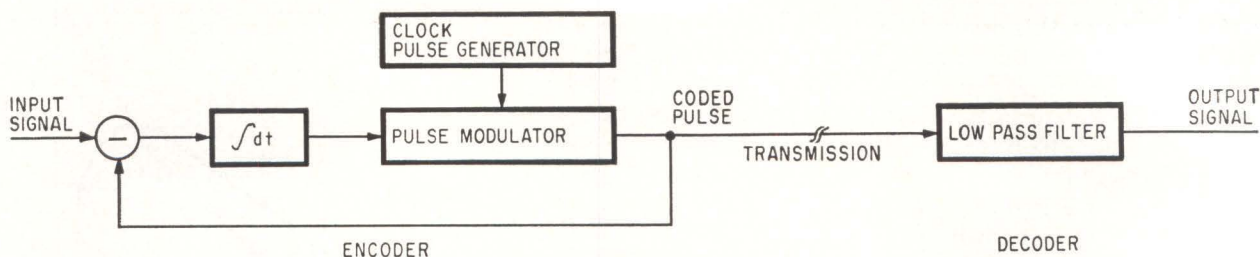 CLOCK
PULSE GENERATOR
INPUT
SIGNAL
−
∫dt
PULSE MODULATOR
CODED
PULSE
TRANSMISSION
LOW PASS FILTER
OUTPUT
SIGNAL
ENCODER
DECODER